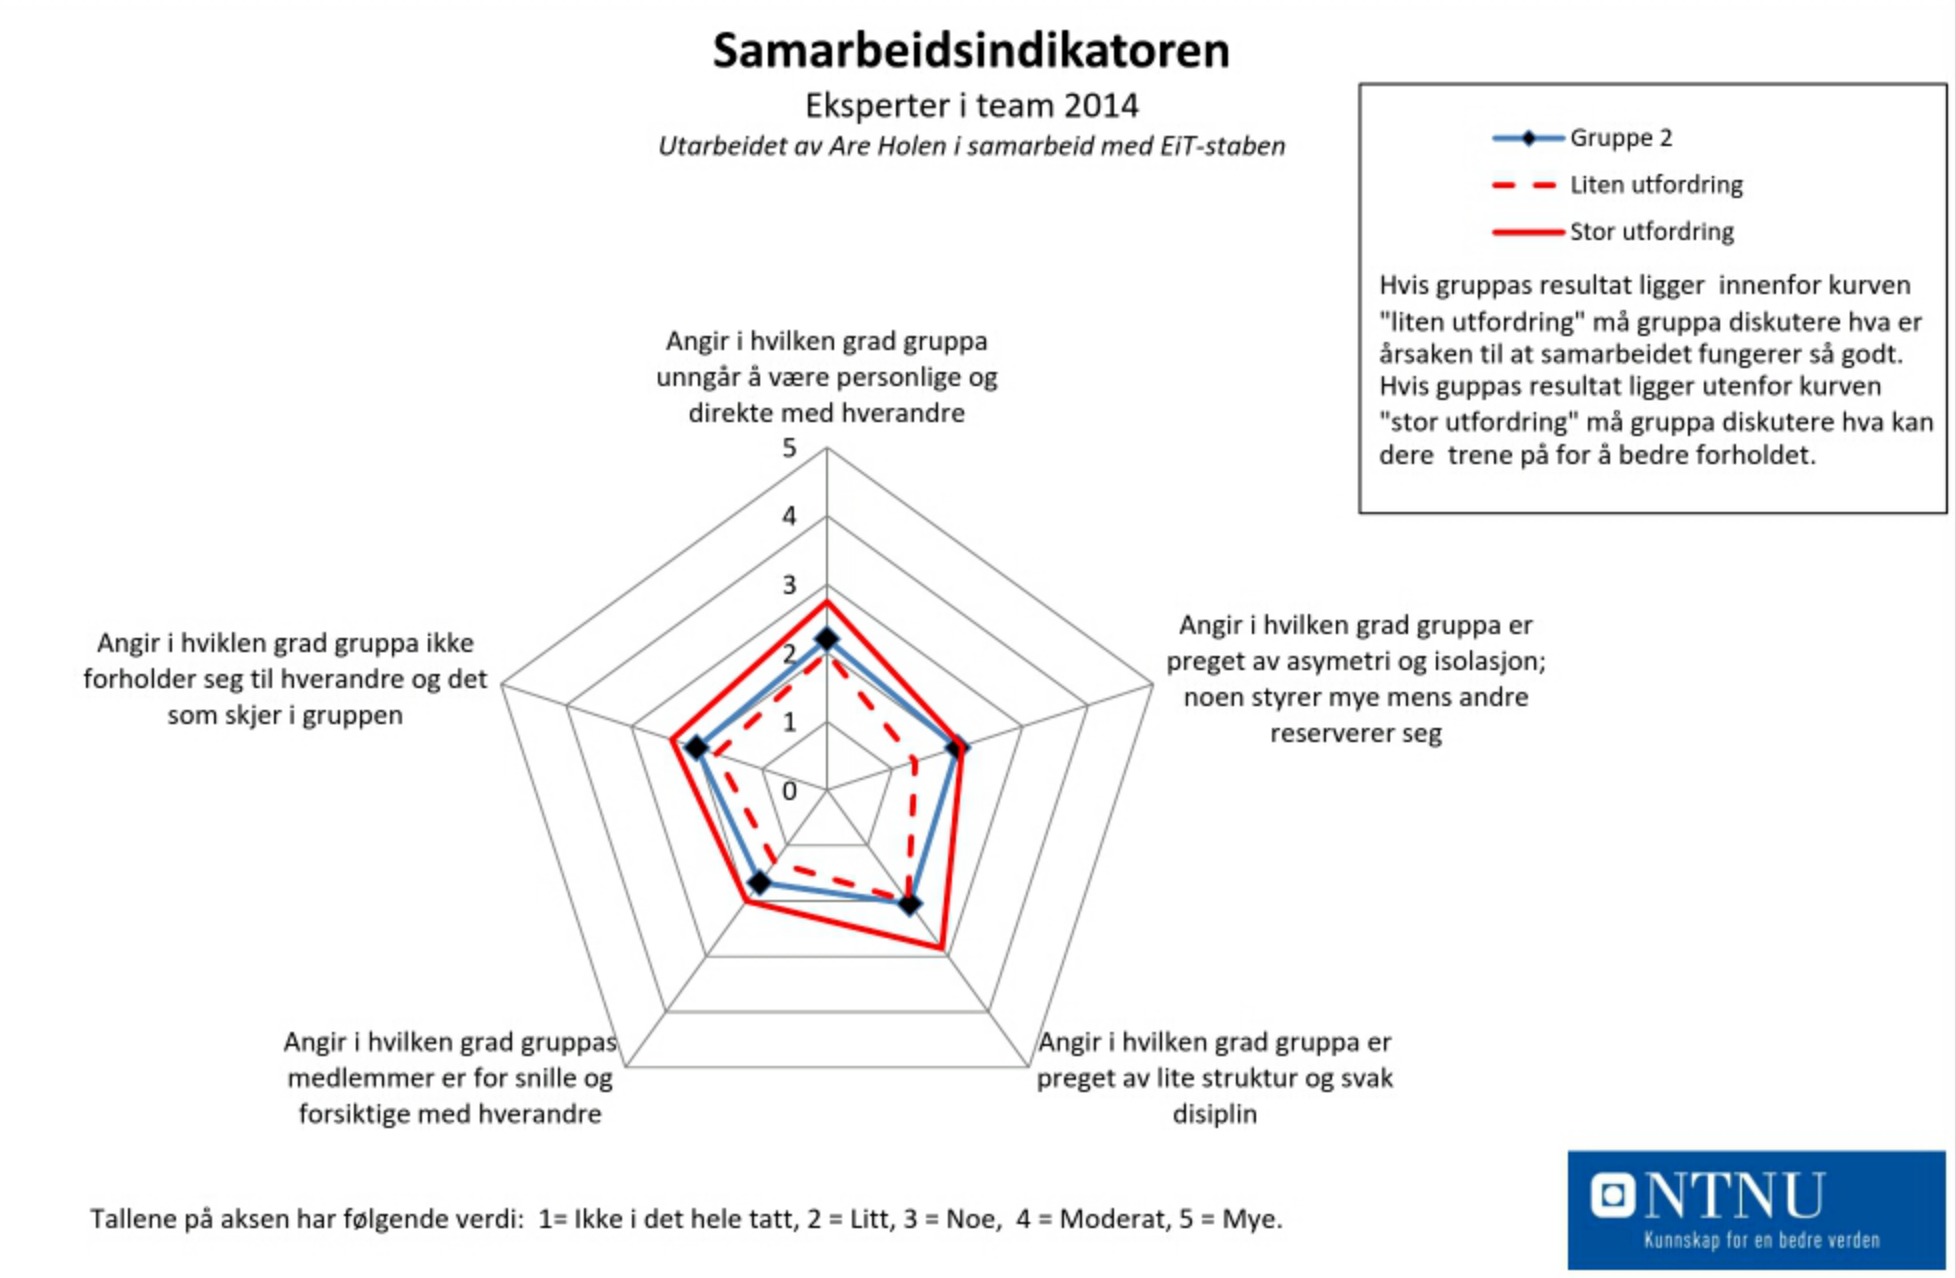 Samarbeidsindikatoren
Eksperter i team 2014
Utarbeidet av Are Holen i samarbeid med EiT-staben
Gruppe 2
Liten utfordring
Stor utfordring
Hvis gruppas resultat ligger  innenfor kurven
"liten utfordring" må gruppa diskutere hva er
årsaken til at samarbeidet fungerer så godt.
Hvis guppas resultat ligger utenfor kurven
"stor utfordring" må gruppa diskutere hva kan
dere  trene på for å bedre forholdet.
Angir i hvilken grad gruppa
unngår å være personlige og
direkte med hverandre
5
4
3
2
1
0
Angir i hvilken grad gruppa er
preget av asymetri og isolasjon;
noen styrer mye mens andre
reserverer seg
Angir i hviklen grad gruppa ikke
forholder seg til hverandre og det
som skjer i gruppen
Angir i hvilken grad gruppas
medlemmer er for snille og
forsiktige med hverandre
Angir i hvilken grad gruppa er
preget av lite struktur og svak
disiplin
Tallene på aksen har følgende verdi:  1= Ikke i det hele tatt, 2 = Litt, 3 = Noe,  4 = Moderat, 5 = Mye.
NTNU
Kunnskap for en bedre verden